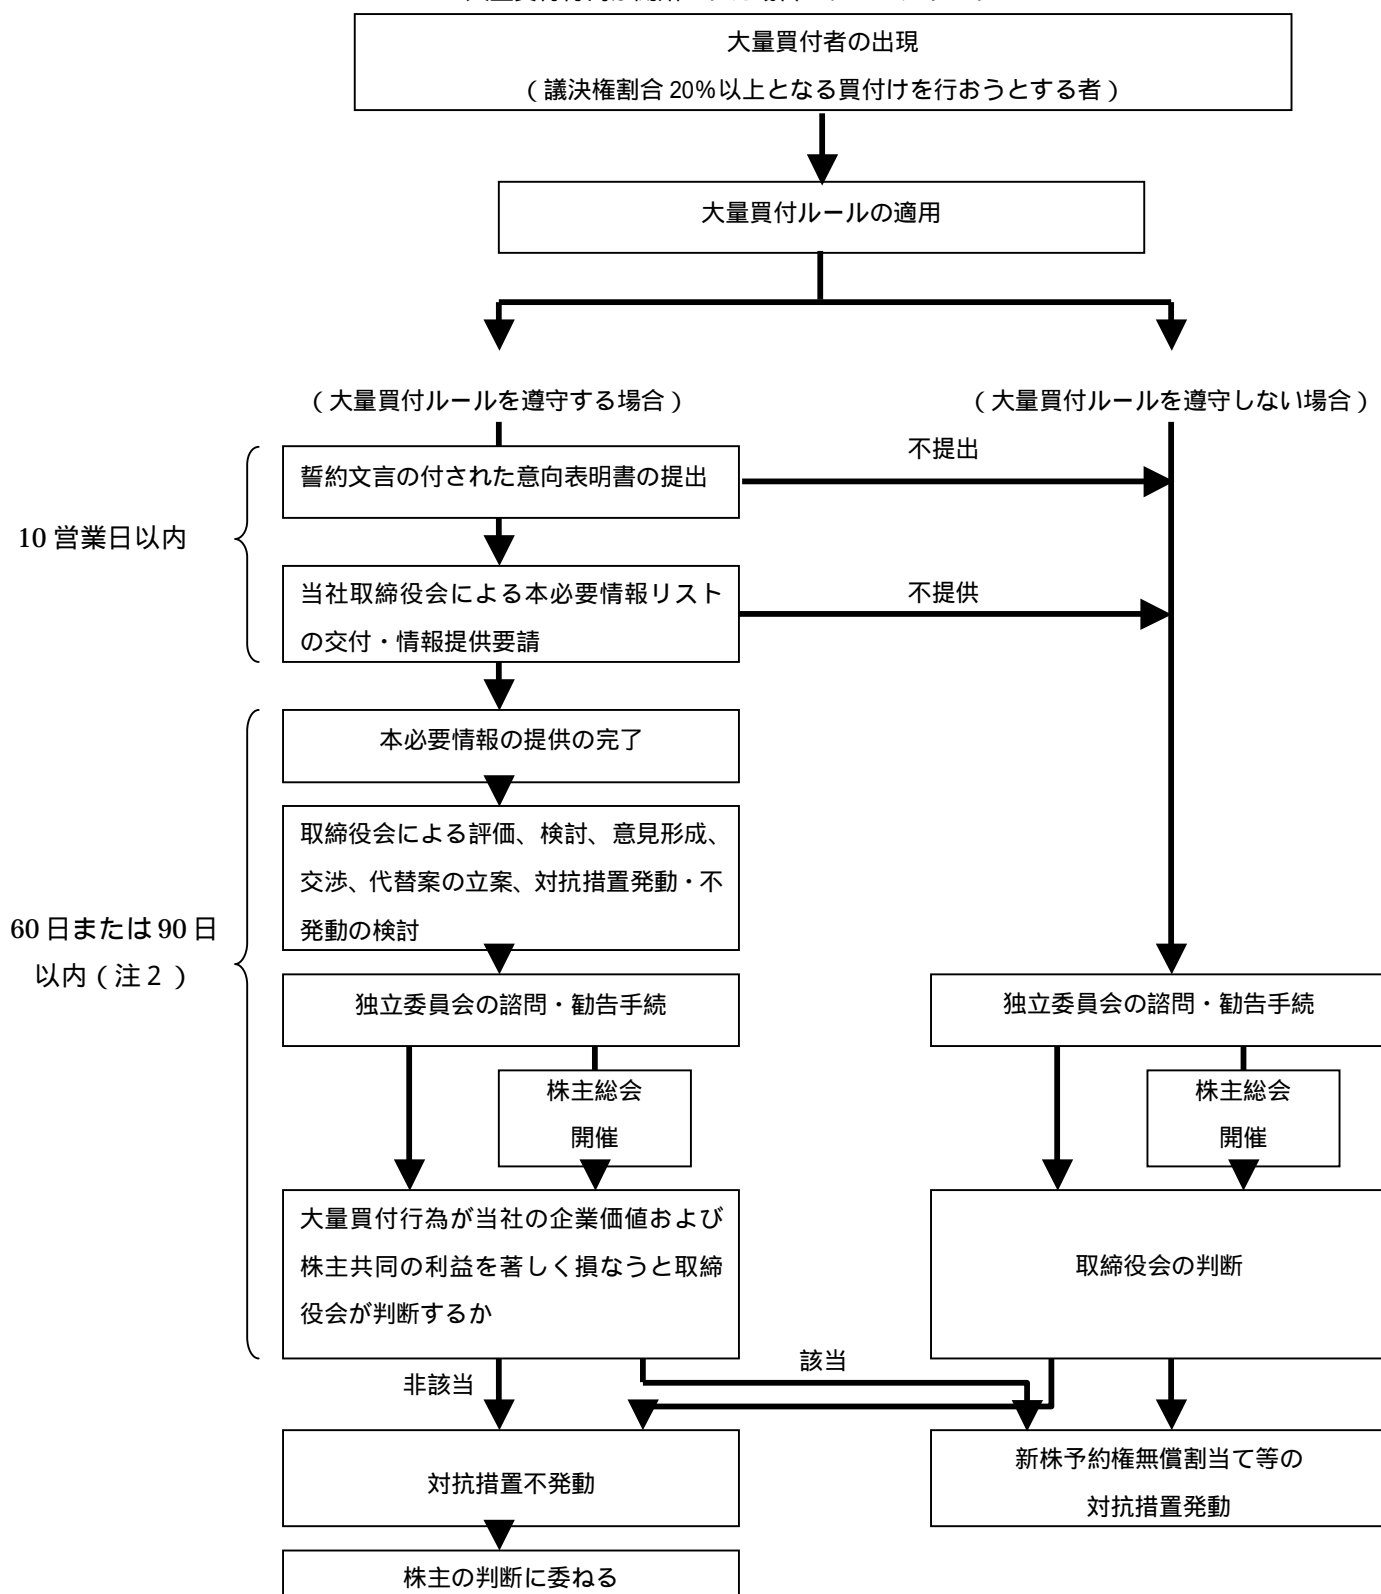 大量買付者の出現
（議決権割合 20%以上となる買付けを行おうとする者）
大量買付ルールの適用
（大量買付ルールを遵守する場合）
（大量買付ルールを遵守しない場合）
不提出
誓約文言の付された意向表明書の提出
10 営業日以内
当社取締役会による本必要情報リスト
の交付・情報提供要請
不提供
本必要情報の提供の完了
取締役会による評価、検討、意見形成、
交渉、代替案の立案、対抗措置発動・不
発動の検討
60 日または 90 日
以内（注２）
独立委員会の諮問・勧告手続
独立委員会の諮問・勧告手続
株主総会
開催
株主総会
開催
大量買付行為が当社の企業価値および
株主共同の利益を著しく損なうと取締
役会が判断するか
取締役会の判断
該当
非該当
対抗措置不発動
新株予約権無償割当て等の
対抗措置発動
株主の判断に委ねる